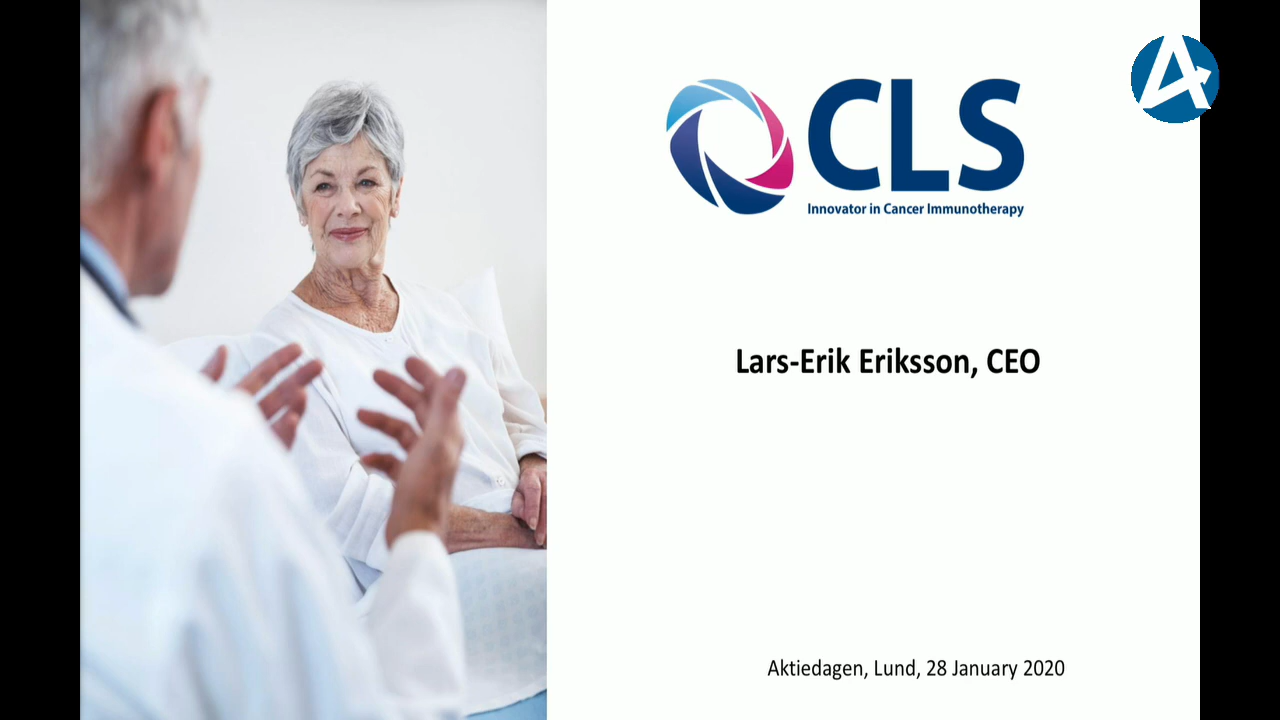 CLS
Innovator in Cancer Immunotherapy
Lars-Erik Eriksson, CEO
Aktiedagen, Lund, 28 January 2020